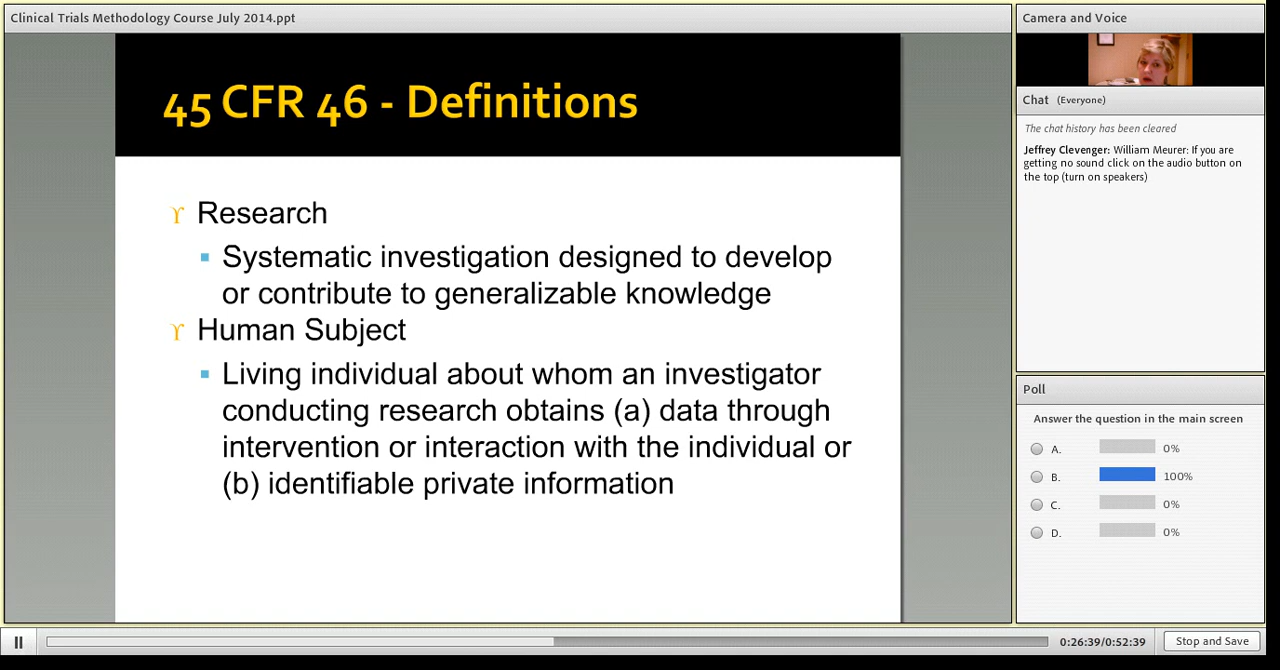 Clinical Trials Methodology Course July 2014.ppt
45 CFR 46 - Definitions
Research
Systematic investigation designed to develop
or contribute to generalizable knowledge
Human Subject
Living individual about whom an investigator
conducting research obtains (a) data through
intervention or interaction with the individual or
(b) identifiable private information
Camera and Voice
Chat (Everyone)
The chat history has been cleared
Jeffrey Clevenger: William Meurer: If you are
getting no sound click on the audio button on
the top (turn on speakers)
Poll
Answer the question in the main screen
A. 0%
B. 100%
C. 0%
D. 0%
0:26:39/0:52:39
Stop and Save